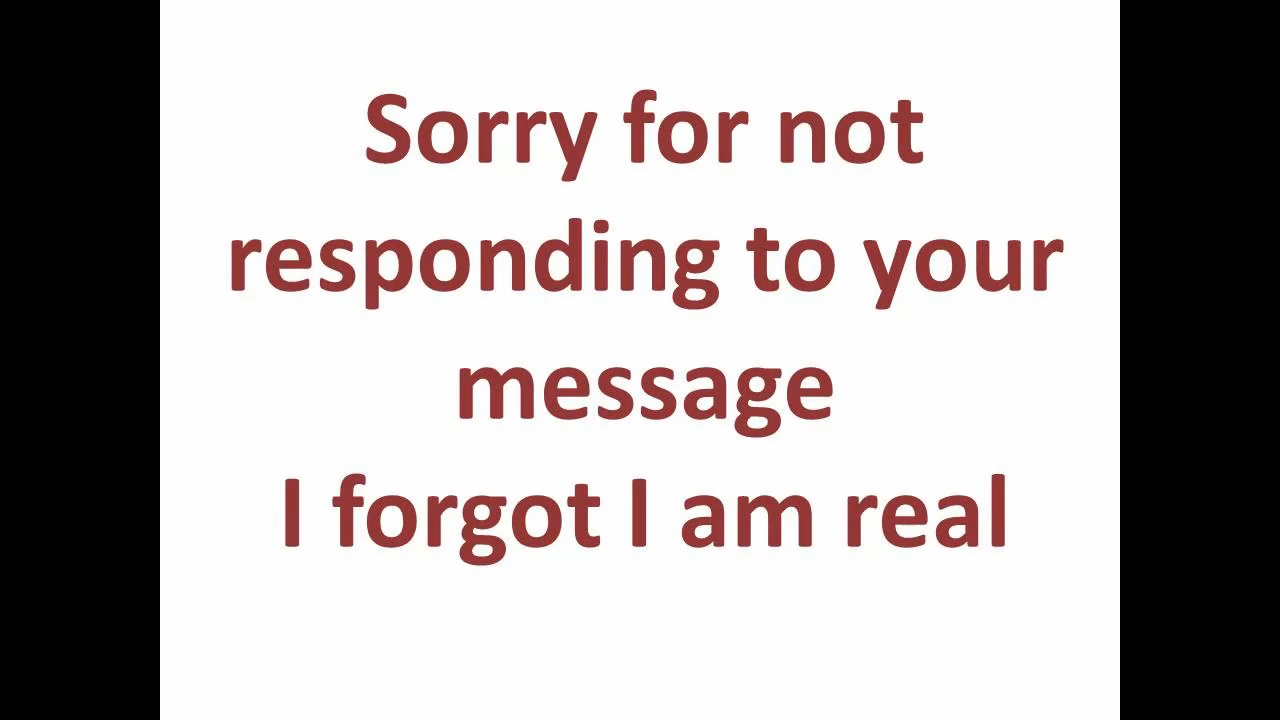 Sorry for not
responding to your
message
I forgot I am real